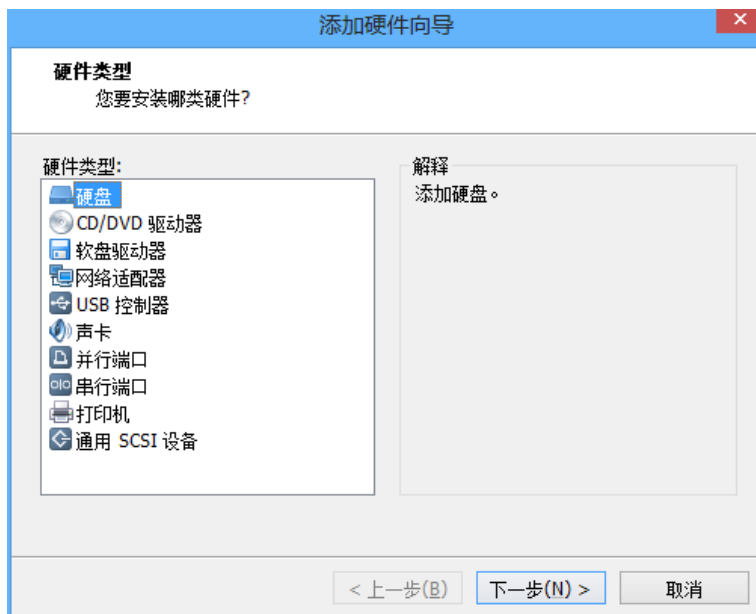 添加硬件向导
硬件类型
您要安装哪类硬件?
硬件类型:
硬盘
CD/DVD 驱动器
软盘驱动器
网络适配器
USB 控制器
声卡
并行端口
串行端口
打印机
通用 SCSI 设备
解释
添加硬盘。
< 上一步(B)
下一步(N) >
取消